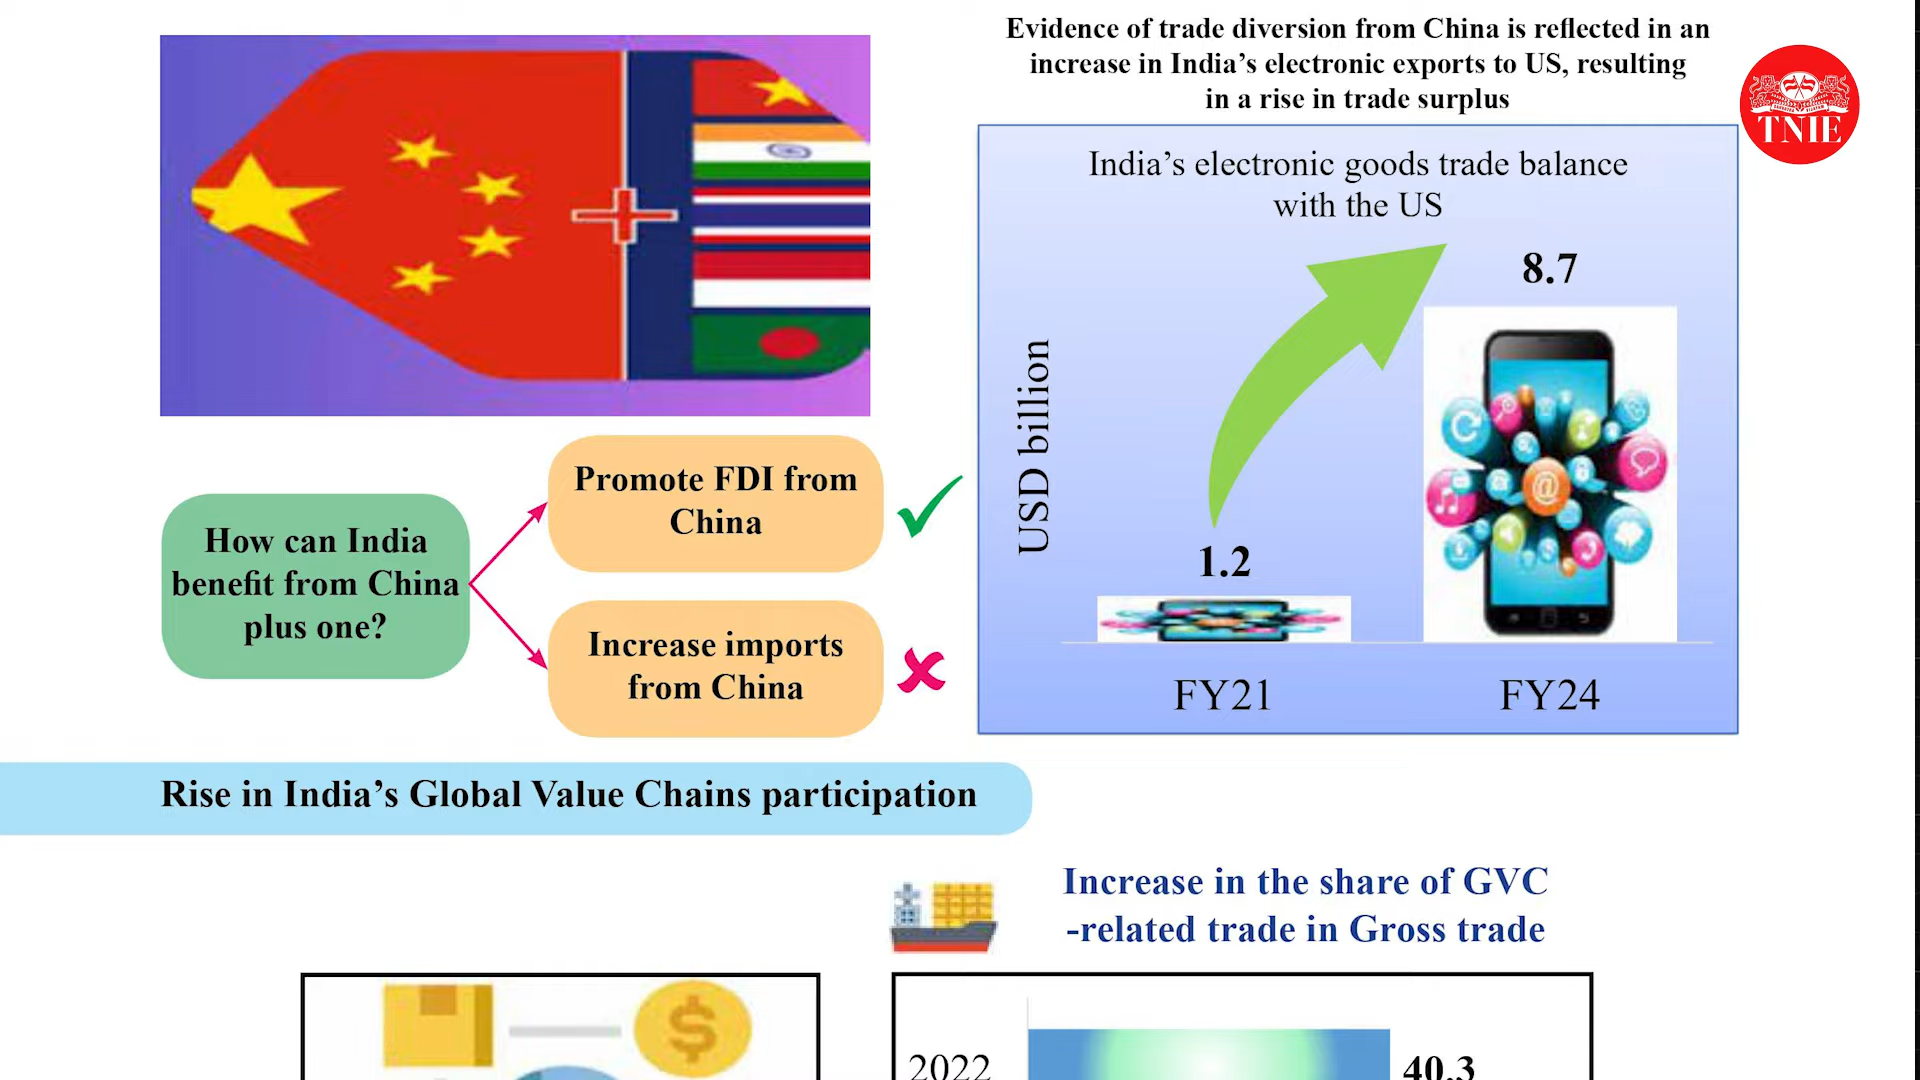 Evidence of trade diversion from China is reflected in an
increase in India’s electronic exports to US, resulting
in a rise in trade surplus
TNIE
India’s electronic goods trade balance
with the US
8.7
USD billion
1.2
FY21
FY24
How can India
benefit from China
plus one?
Promote FDI from
China
Increase imports
from China
Rise in India’s Global Value Chains participation
Increase in the share of GVC
-related trade in Gross trade
$
2022
40.3